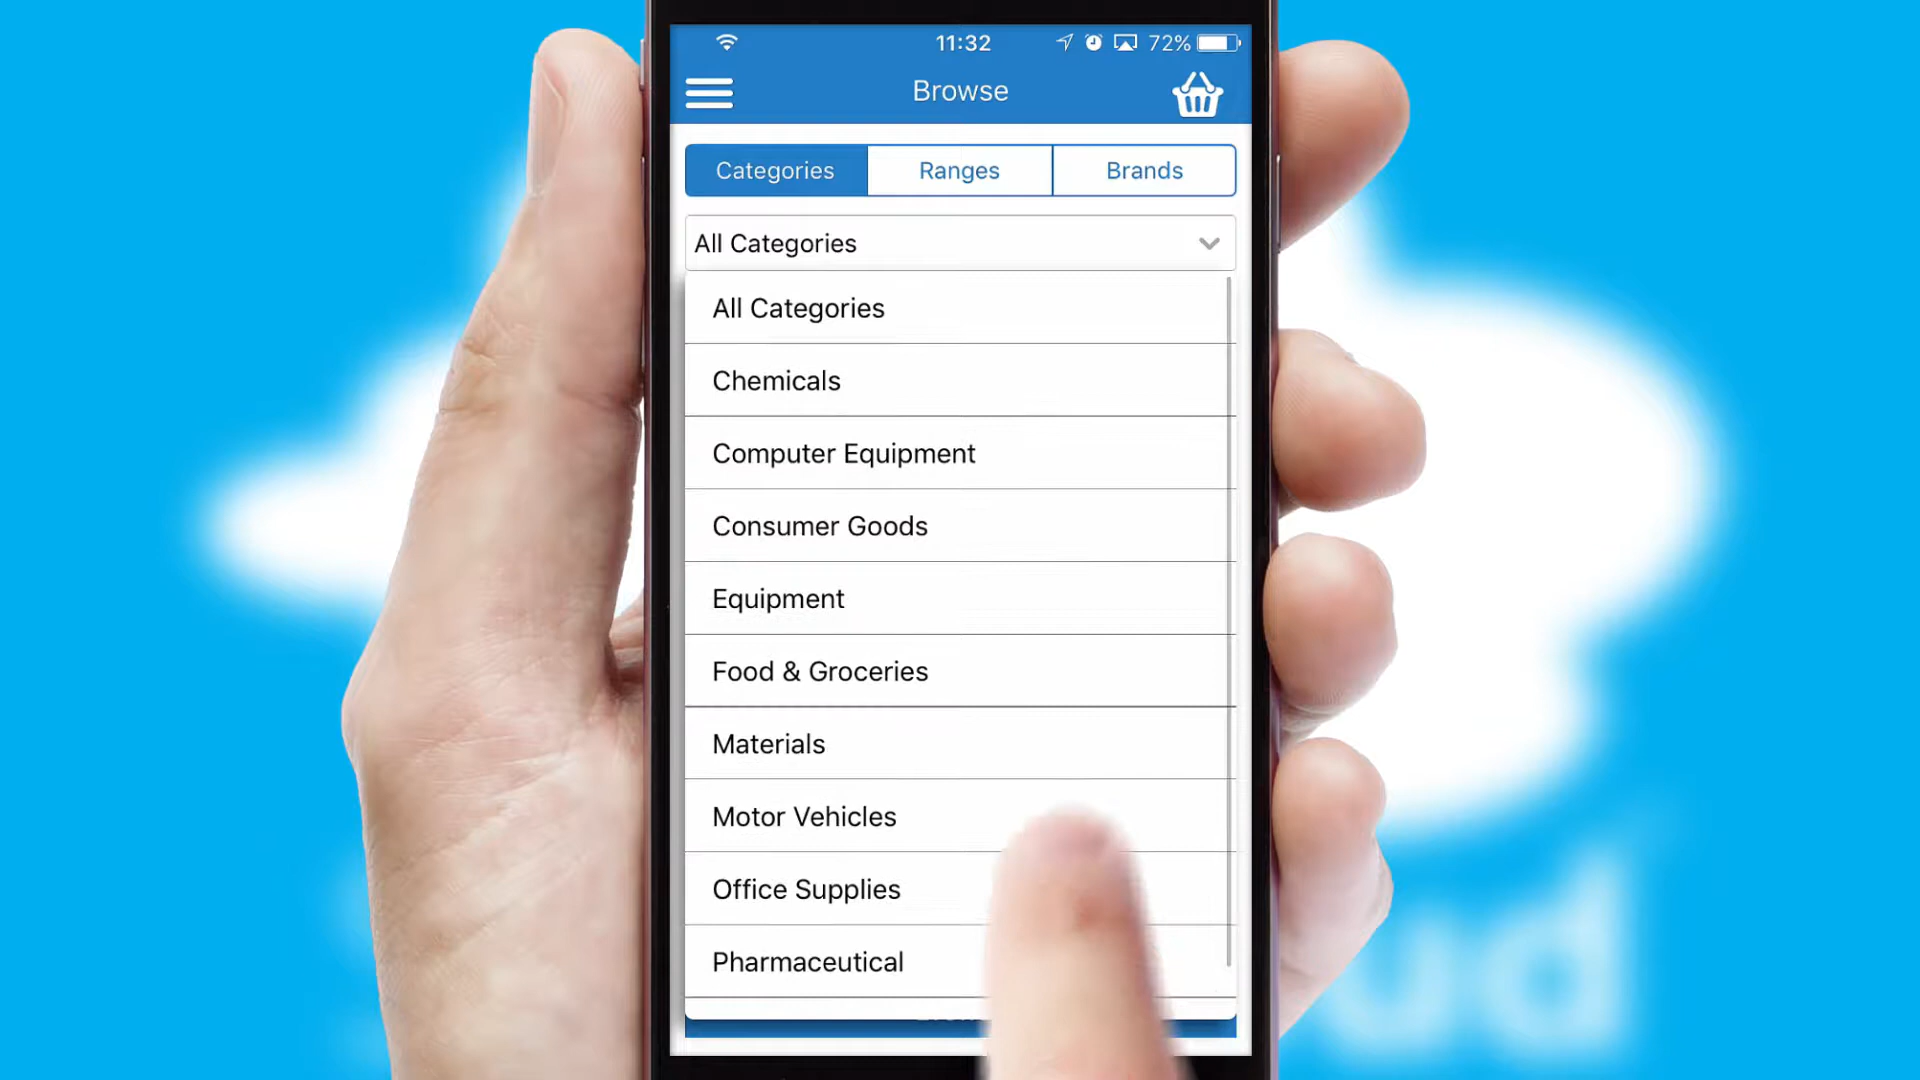 11:32
72%
Browse
Categories
Ranges
Brands
All Categories
All Categories
Chemicals
Computer Equipment
Consumer Goods
Equipment
Food & Groceries
Materials
Motor Vehicles
Office Supplies
Pharmaceutical